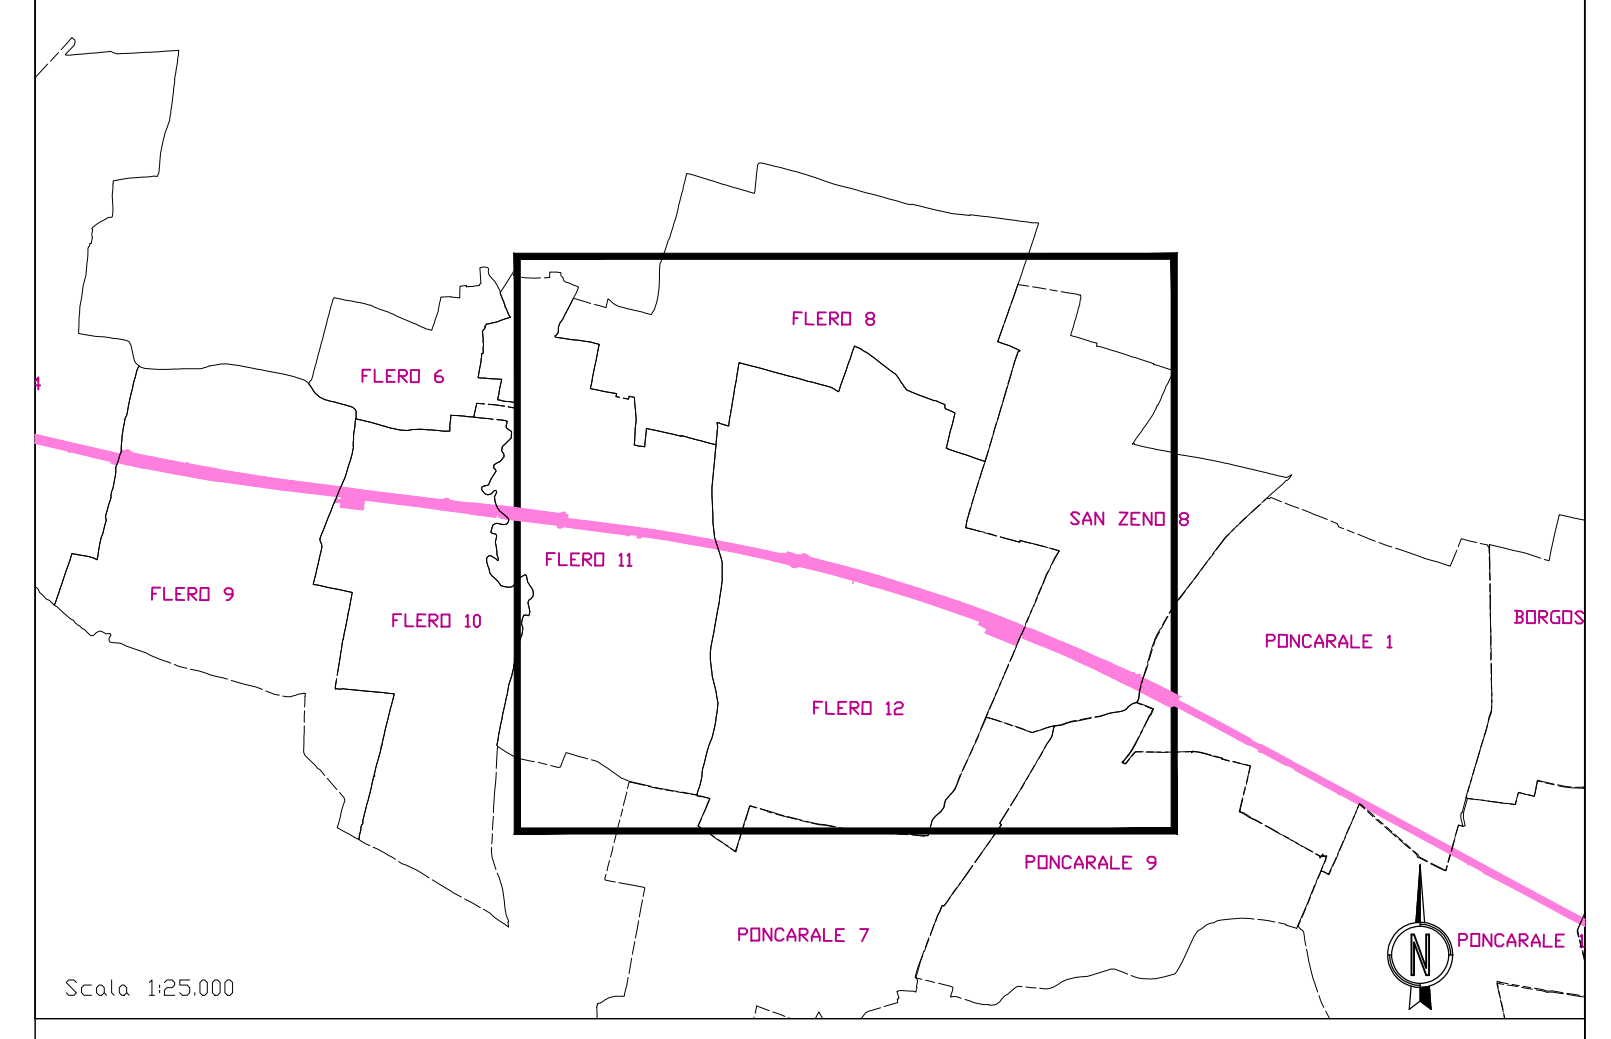 FLERO 8
FLERO 6
4
SAN ZENO 8
FLERO 11
FLERO 9
FLERO 10
BORGOS
PONCARALE 1
FLERO 12
PONCARALE 9
PONCARALE 7
PONCARALE 1
N
Scala 1:25.000